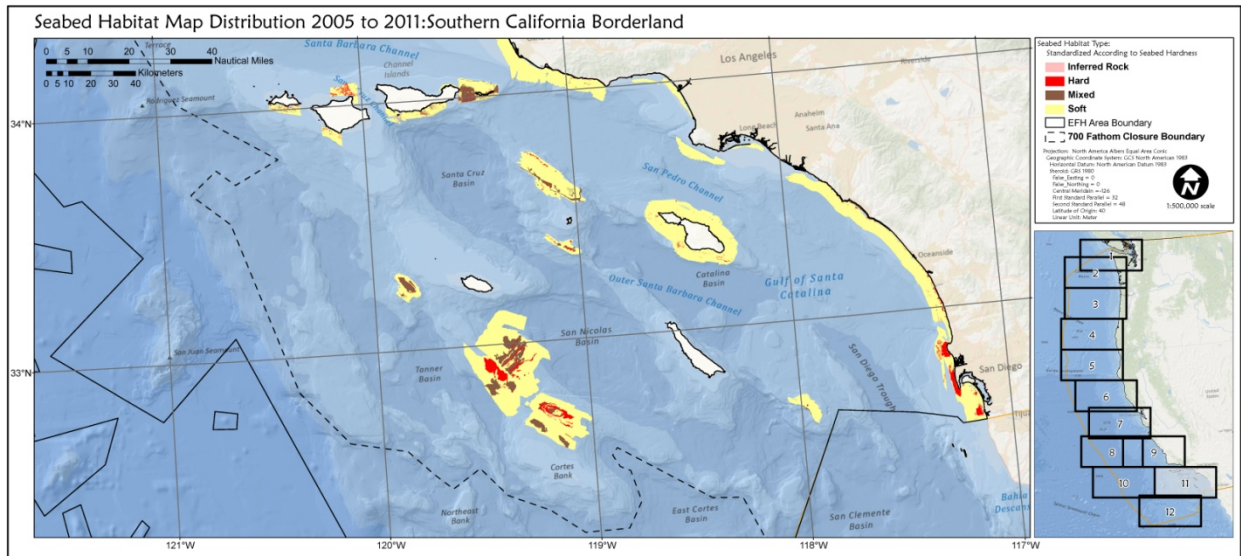 Seabed Habitat Map Distribution 2005 to 2011:Southern California Borderland
0 5 10 20 30 40
Nautical Miles
Kilometers
0 5 10 20 30 40
Terrace
Santa Barbara Channel
Channel
Islands
Rodriguez Seamount
34°N
Los Angeles
Riverside
Long Beach
Anaheim
Santa Ana
Santa Cruz
Basin
San Pedro Channel
Oceanside
Catalina
Basin
Gulf of Santa
Catalina
Outer Santa Barbara Channel
San Nicolas
Basin
San Juan Seamount
Tanner
Basin
33°N
San Diego Trough
San Diego
Cortes
Bank
Northeast
Bank
East Cortes
Basin
San Clemente
Basin
Bahia
121°W
120°W
119°W
118°W
117°W
Seabed Habitat Type:
Standardized According to Seabed Hardness
Inferred Rock
Hard
Mixed
Soft
EFH Area Boundary
700 Fathom Closure Boundary
Projection: North America Albers Equal Area Conic
Geographic Coordinate System: GCS North American 1983
Horizontal Datum: North American Datum 1983
False_Easting = 0
False_Northing = 0
Central Meridian =-126
First Standard Parallel = 32
Second Standard Parallel = 48
Latitude of Origin: 40
Linear Unit: Meter
N
1:500,000 scale
1
2
3
4
5
6
7
8
9
10
11
12